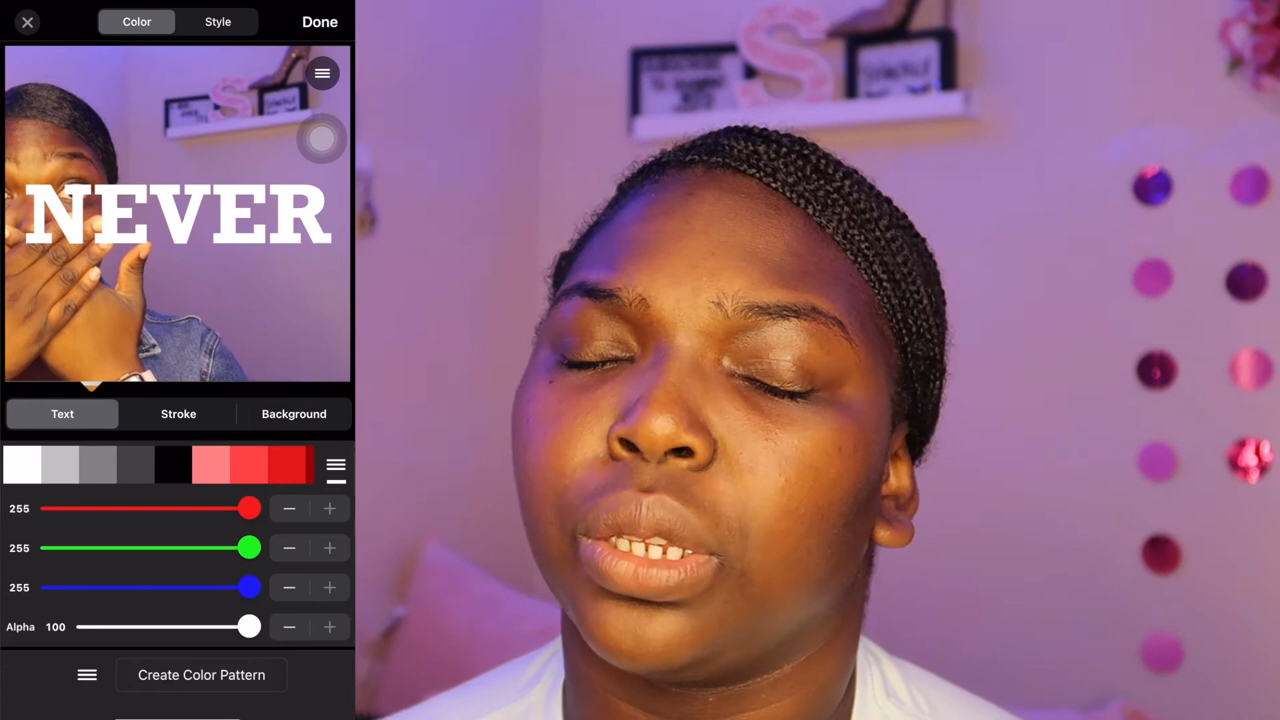 Color Style Done
S
NEVER
Text Stroke Background
255
255
255
Alpha 100
Create Color Pattern
S